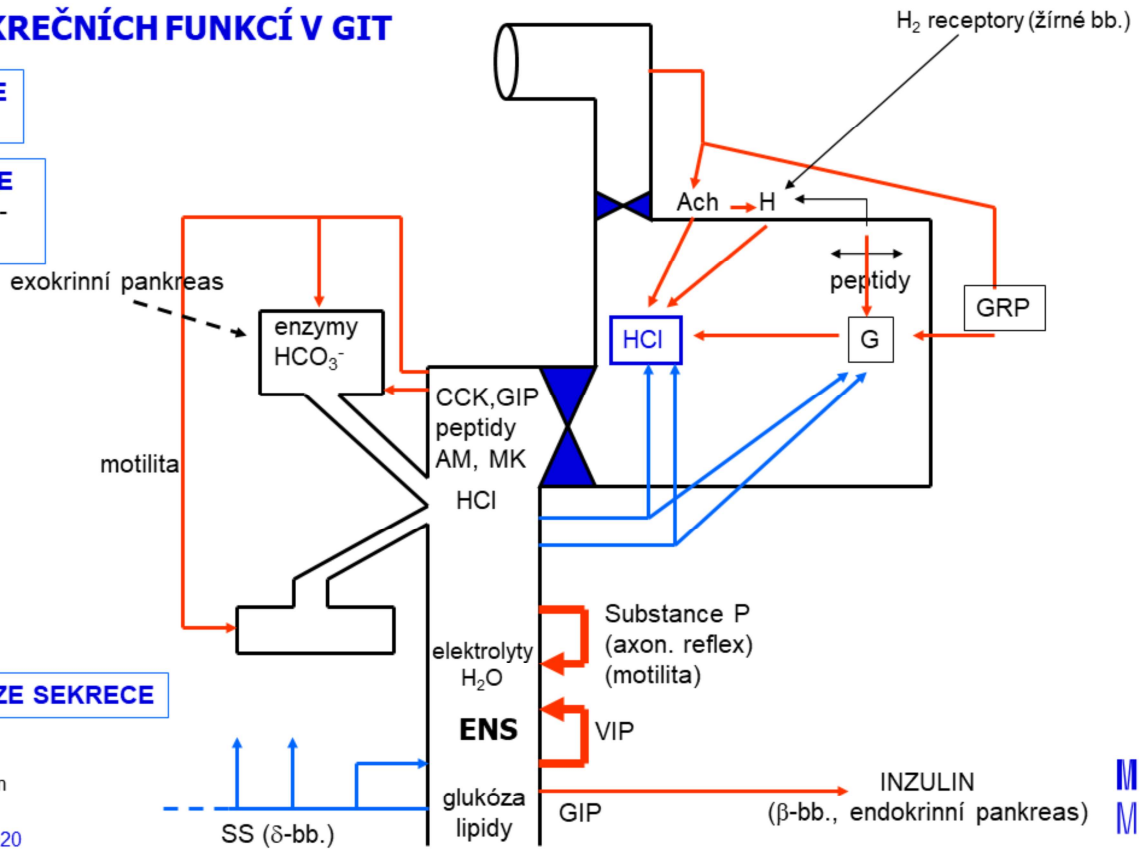 KREČNÍCH FUNKCÍ V GIT
H₂ receptory (žírné bb.)
E
E
-
Ach
H
exokrinní pankreas
peptidy
GRP
enzymy
HCO₃⁻
HCl
G
CCK,GIP
peptidy
AM, MK
motilita
HCl
Substance P
(axon. reflex)
(motilita)
elektrolyty
H₂O
ZE SEKRECE
ENS
VIP
glukóza
lipidy
GIP
INZULIN
(β-bb., endokrinní pankreas)
SS (δ-bb.)
20
M
M